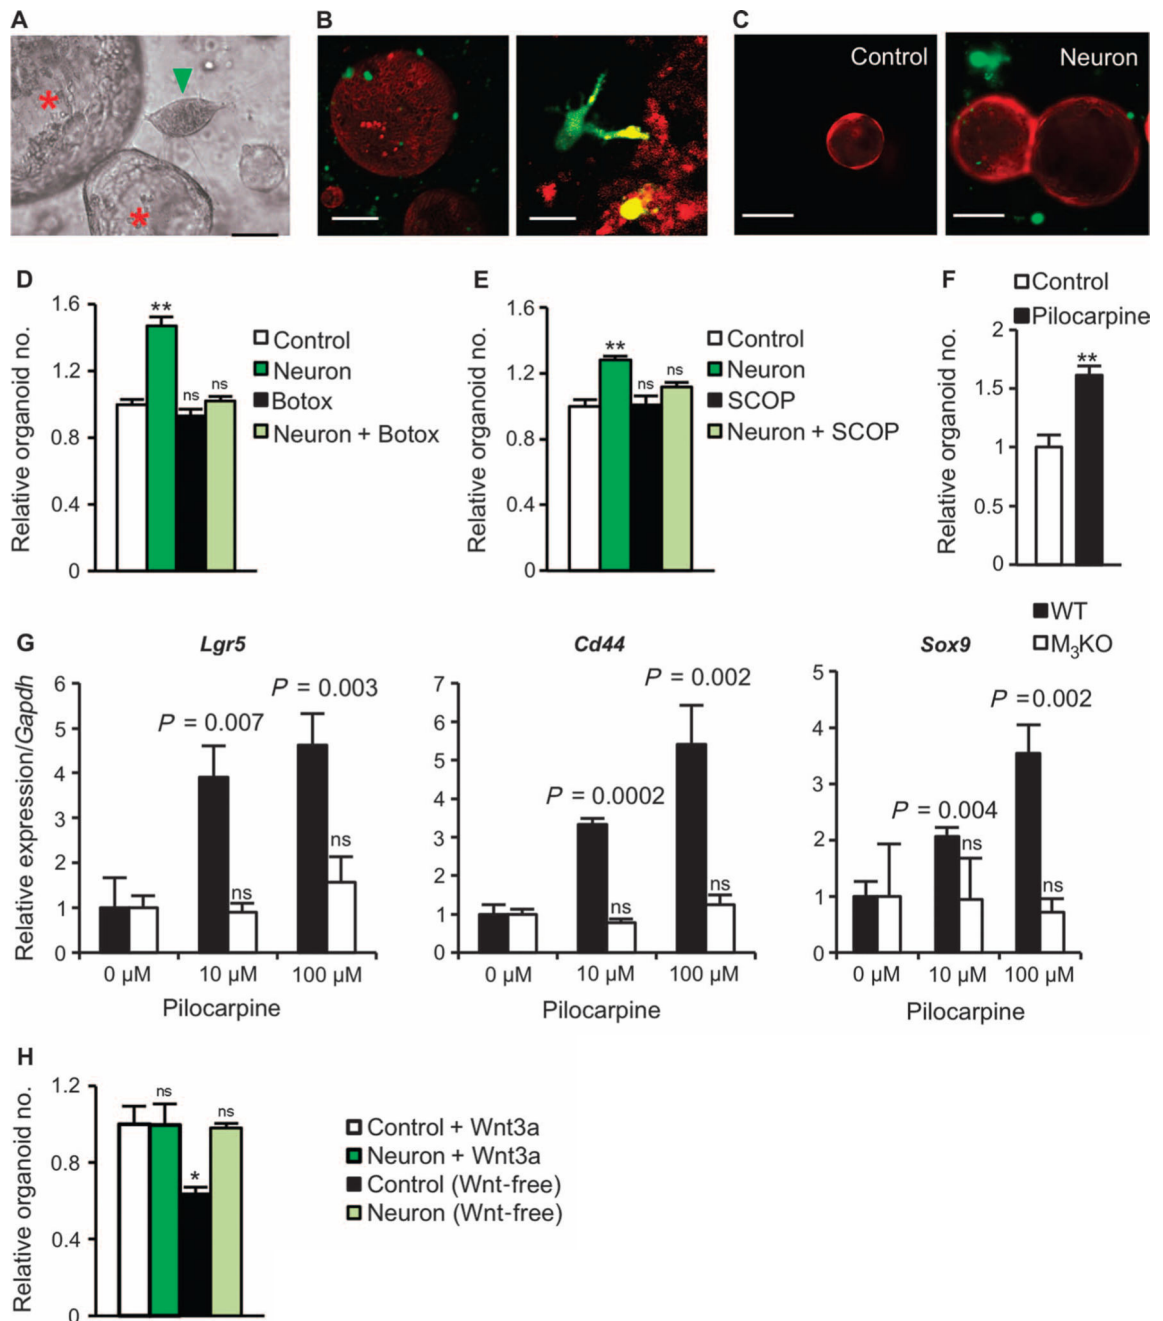 A
B
C
Control
Neuron
*
*
D
Relative organoid no.
1.6
1.2
0.8
0.4
0
**
ns
ns
Control
Neuron
Botox
Neuron + Botox
E
Relative organoid no.
1.6
1.2
0.8
0.4
0
**
ns
ns
Control
Neuron
SCOP
Neuron + SCOP
F
Control
Pilocarpine
Relative organoid no.
2
1.5
1
0.5
0
**
G
WT
M₃KO
Relative expression/Gapdh
Lgr5
6
5
4
3
2
1
0
P = 0.007
P = 0.003
ns
ns
0 µM
10 µM
100 µM
Pilocarpine
Cd44
7
6
5
4
3
2
1
0
P = 0.0002
P = 0.002
ns
ns
0 µM
10 µM
100 µM
Pilocarpine
Sox9
5
4
3
2
1
0
P = 0.004
P = 0.002
ns
ns
0 µM
10 µM
100 µM
Pilocarpine
H
Relative organoid no.
1.2
0.8
0.4
0
ns
*
ns
Control + Wnt3a
Neuron + Wnt3a
Control (Wnt-free)
Neuron (Wnt-free)